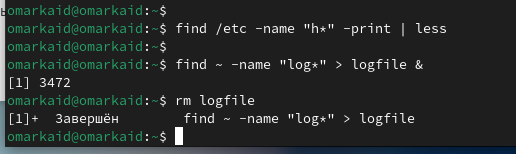 omarkaid@omarkaid:~$
omarkaid@omarkaid:~$ find /etc -name "h*" -print | less
omarkaid@omarkaid:~$
omarkaid@omarkaid:~$ find ~ -name "log*" > logfile &
[1] 3472
omarkaid@omarkaid:~$ rm logfile
[1]+  Завершён        find ~ -name "log*" > logfile
omarkaid@omarkaid:~$